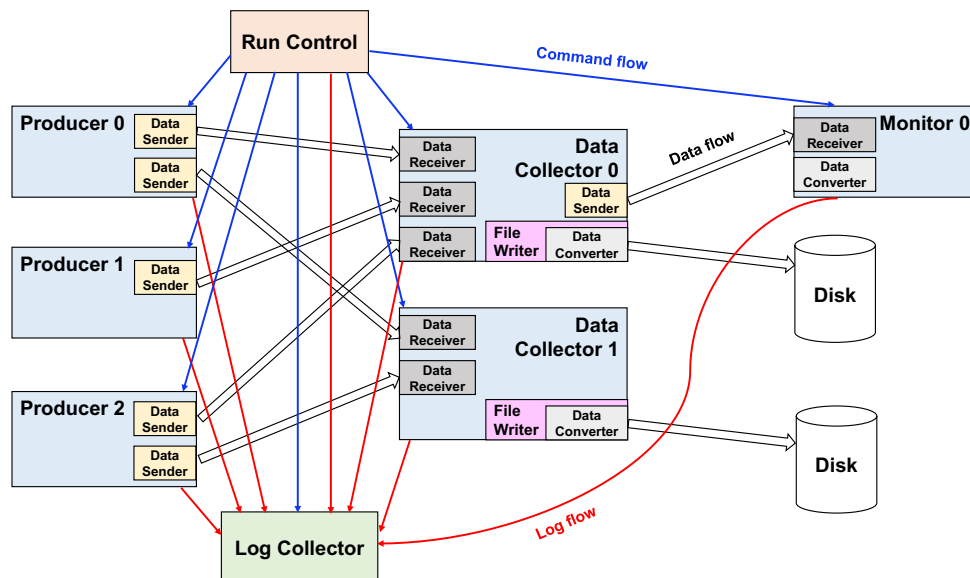 Run Control
Command flow
Producer 0
Data
Sender
Data
Sender
Producer 1
Data
Sender
Producer 2
Data
Sender
Data
Sender
Data
Receiver
Data
Receiver
Data
Receiver
Data
Collector 0
Data
Sender
File
Writer
Data
Converter
Data flow
Monitor 0
Data
Receiver
Data
Converter
Disk
Data
Receiver
Data
Receiver
Data
Collector 1
File
Writer
Data
Converter
Disk
Log flow
Log Collector